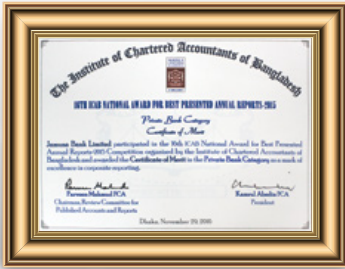 The Institute of Chartered Accountants of Bangladesh
16TH ICAB NATIONAL AWARD FOR BEST PRESENTED ANNUAL REPORTS-2015
Private Bank Category
Certificate of Merit
Jamuna Bank Limited participated in the 16th ICAB National Award for Best Presented
Annual Reports-2015 Competition organised by the Institute of Chartered Accountants of
Bangladesh and awarded the Certificate of Merit in the Private Bank Category as a mark of
excellence in corporate reporting.
Parveen Mahmud FCA
Kamrul Abedin FCA
Chairman, Review Committee for
President
Published Accounts and Reports
Dhaka, November 2016